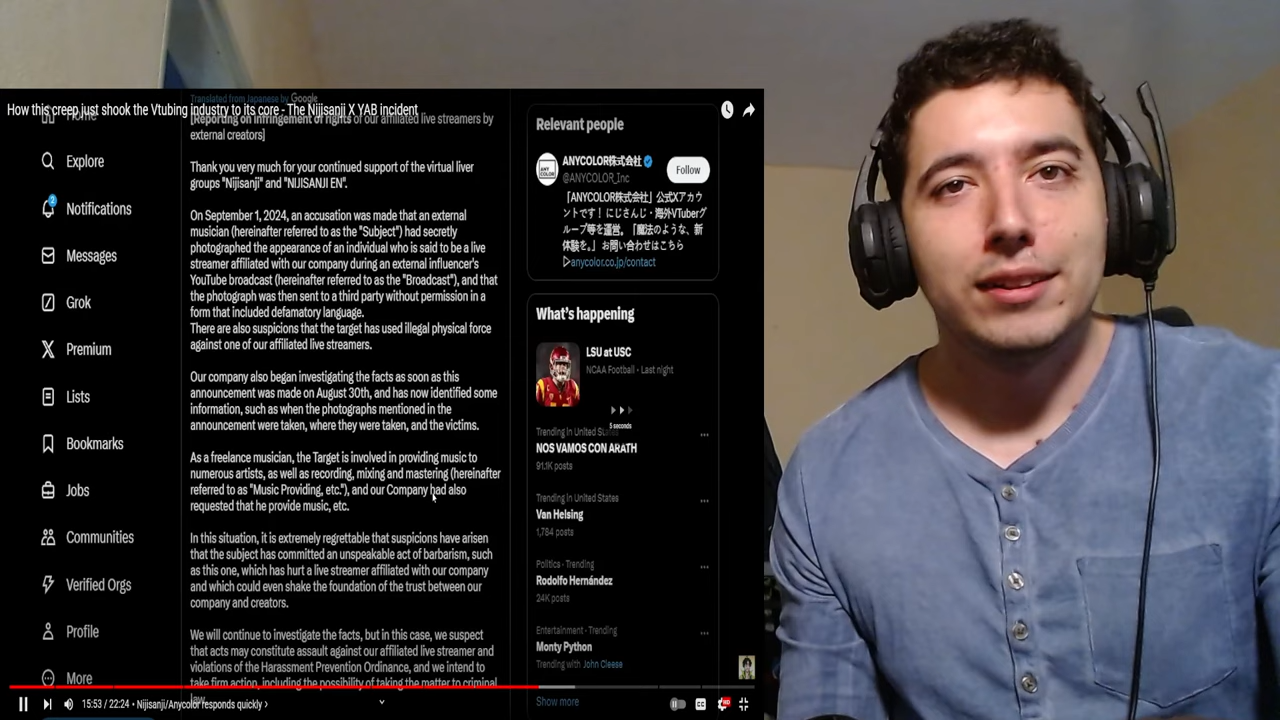 Translated from Japanese by Google
How this creep just shook the Vtubing industry to its core - The Nijisanji X YAB incident
[Reporting on infringement of rights of our affiliated live streamers by
external creators]
Thank you very much for your continued support of the virtual liver
groups "Nijisanji" and "NIJISANJI EN".
On September 1, 2024, an accusation was made that an external
musician (hereinafter referred to as the "Subject") had secretly
photographed the appearance of an individual who is said to be a live
streamer affiliated with our company during an external influencer's
YouTube broadcast (hereinafter referred to as the "Broadcast"), and that
the photograph was then sent to a third party without permission in a
form that included defamatory language.
There are also suspicions that the target has used illegal physical force
against one of our affiliated live streamers.
Our company also began investigating the facts as soon as this
announcement was made on August 30th, and has now identified some
information, such as when the photographs mentioned in the
announcement were taken, where they were taken, and the victims.
As a freelance musician, the Target is involved in providing music to
numerous artists, as well as recording, mixing and mastering (hereinafter
referred to as "Music Providing, etc."), and our Company had also
requested that he provide music, etc.
In this situation, it is extremely regrettable that suspicions have arisen
that the subject has committed an unspeakable act of barbarism, such
as this one, which has hurt a live streamer affiliated with our company
and which could even shake the foundation of the trust between our
company and creators.
We will continue to investigate the facts, but in this case, we suspect
that acts may constitute assault against our affiliated live streamer and
violations of the Harassment Prevention Ordinance, and we intend to
take firm action, including the possibility of taking the matter to criminal
law.
Home
Explore
2
Notifications
Messages
Grok
Premium
Lists
Bookmarks
Jobs
Communities
Verified Orgs
Profile
More
Relevant people
ANY
COLOR
ANYCOLOR株式会社
@ANYCOLOR_Inc
Follow
「ANYCOLOR株式会社」公式Xアカウ
ントです！ にじさんじ・海外VTuberグ
ループ等を運営。「魔法のような、新
体験を。」 お問い合わせはこちら
▷anycolor.co.jp/contact
What's happening
LSU at USC
NCAA Football · Last night
5 seconds
Trending in United States
NOS VAMOS CON ARATH
91.1K posts
Trending in United States
Van Helsing
1,784 posts
Politics · Trending
Rodolfo Hernández
24K posts
Entertainment · Trending
Monty Python
Trending with John Cleese
Show more
15:53 / 22:24 • Nijisanji/Anycolor responds quickly >
CC
HD